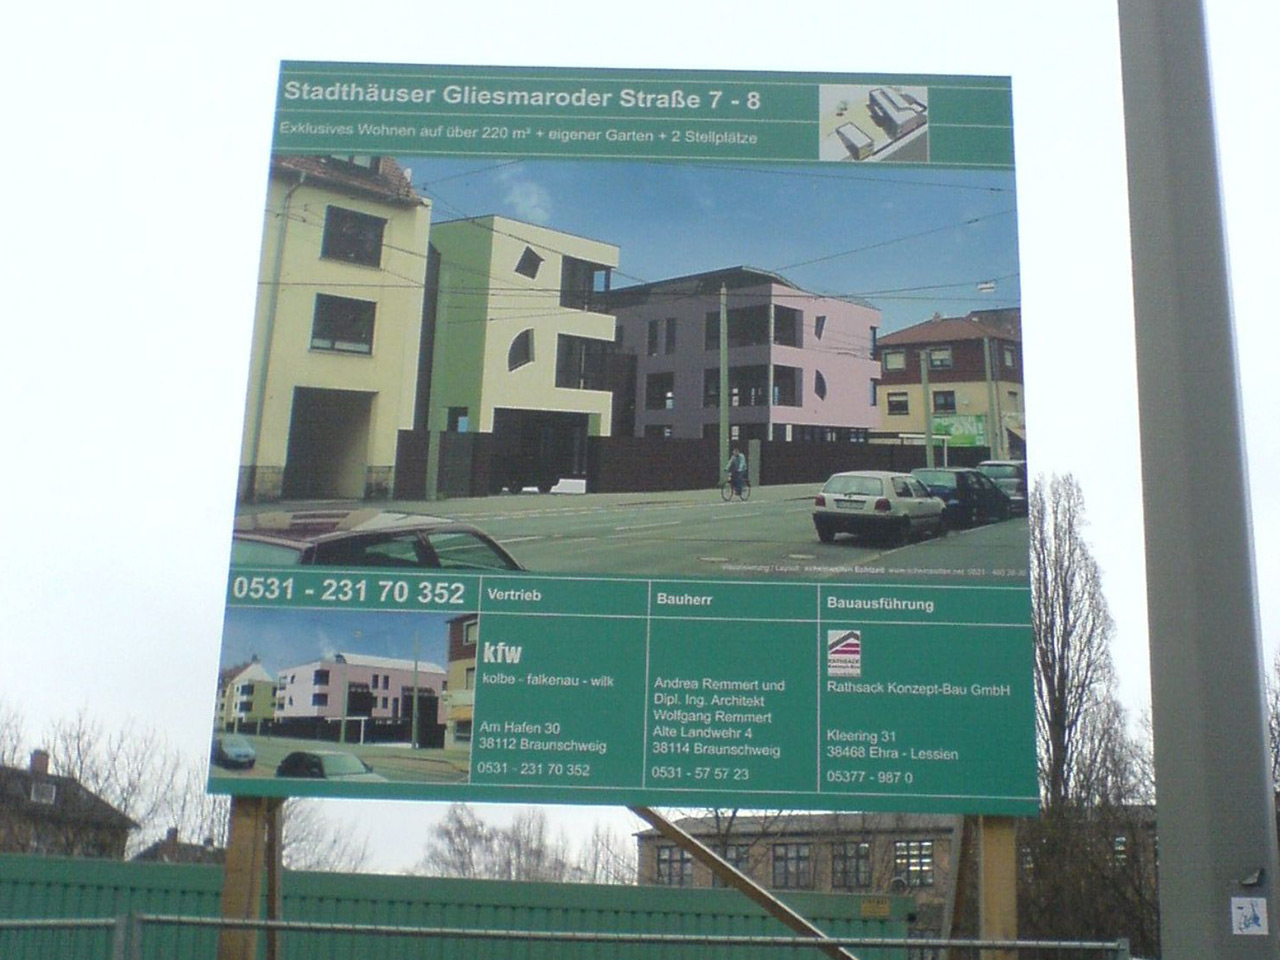 Stadthäuser Gliesmaroder Straße 7 - 8
Exklusives Wohnen auf über 220 m² + eigener Garten + 2 Stellplätze
0531 - 231 70 352
Vertrieb
kfw
kolbe - falkenau - wilk
Am Hafen 30
38112 Braunschweig
0531 - 231 70 352
Bauherr
Andrea Remmert und
Dipl. Ing. Architekt
Wolfgang Remmert
Alte Landwehr 4
38114 Braunschweig
0531 - 57 57 23
Bauausführung
RATHSACK
Rathsack Konzept-Bau GmbH
Kleering 31
38468 Ehra - Lessien
05377 - 987 0